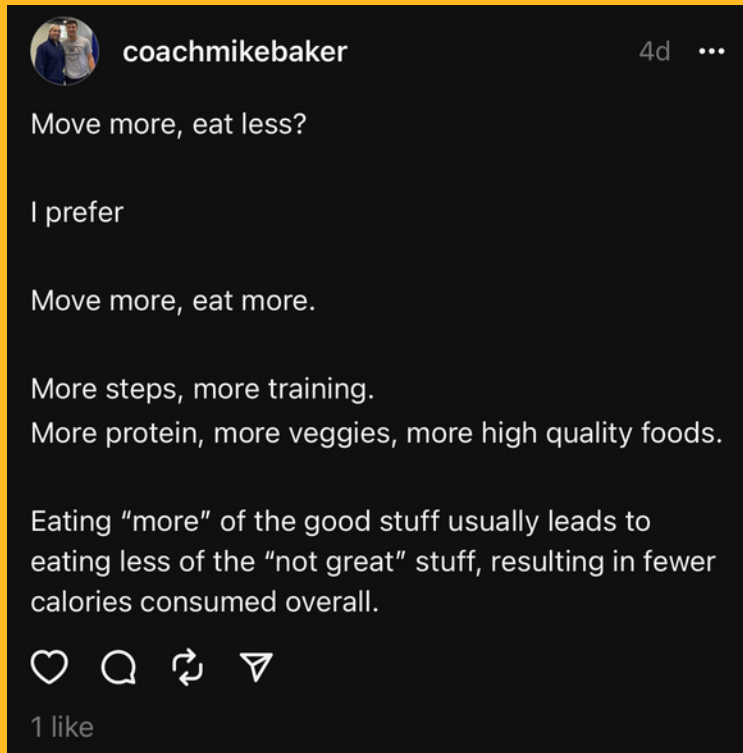 coachmikebaker 4d
Move more, eat less?
I prefer
Move more, eat more.
More steps, more training.
More protein, more veggies, more high quality foods.
Eating “more” of the good stuff usually leads to
eating less of the “not great” stuff, resulting in fewer
calories consumed overall.
1 like